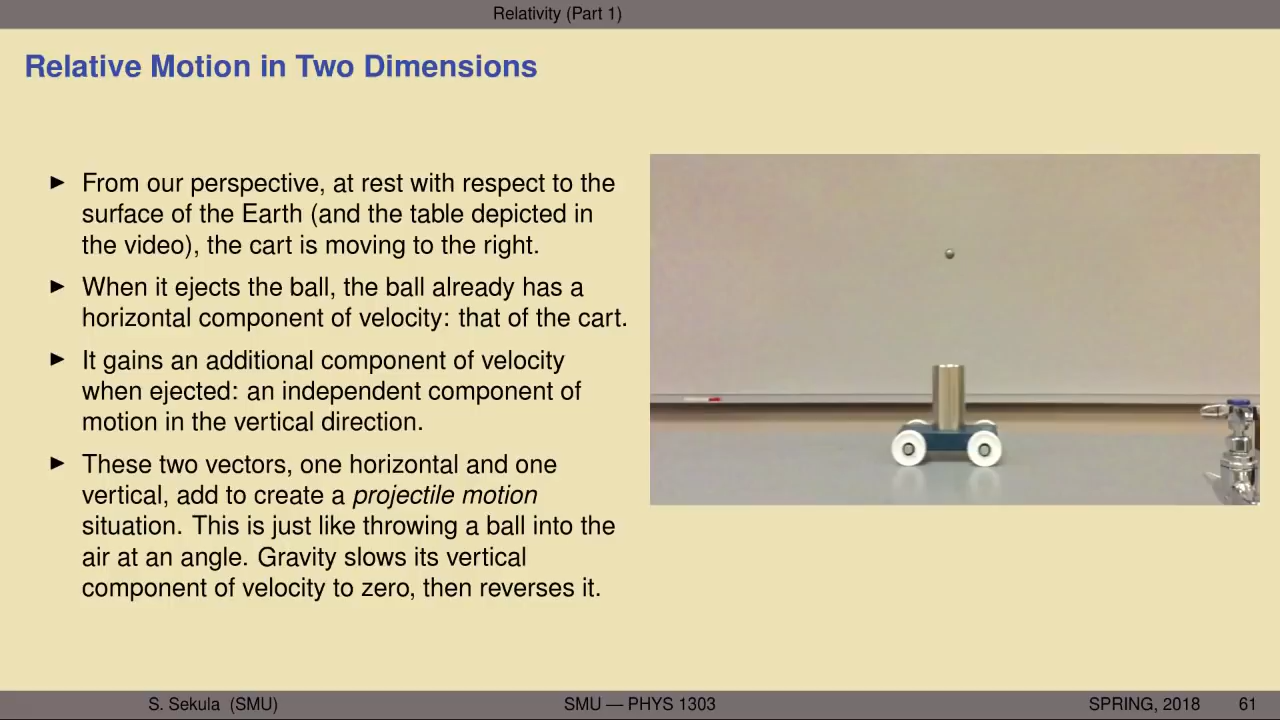 Relativity (Part 1)
Relative Motion in Two Dimensions
▶ From our perspective, at rest with respect to the
surface of the Earth (and the table depicted in
the video), the cart is moving to the right.
▶ When it ejects the ball, the ball already has a
horizontal component of velocity: that of the cart.
▶ It gains an additional component of velocity
when ejected: an independent component of
motion in the vertical direction.
▶ These two vectors, one horizontal and one
vertical, add to create a projectile motion
situation. This is just like throwing a ball into the
air at an angle. Gravity slows its vertical
component of velocity to zero, then reverses it.
S. Sekula (SMU) SMU — PHYS 1303 SPRING, 2018 61